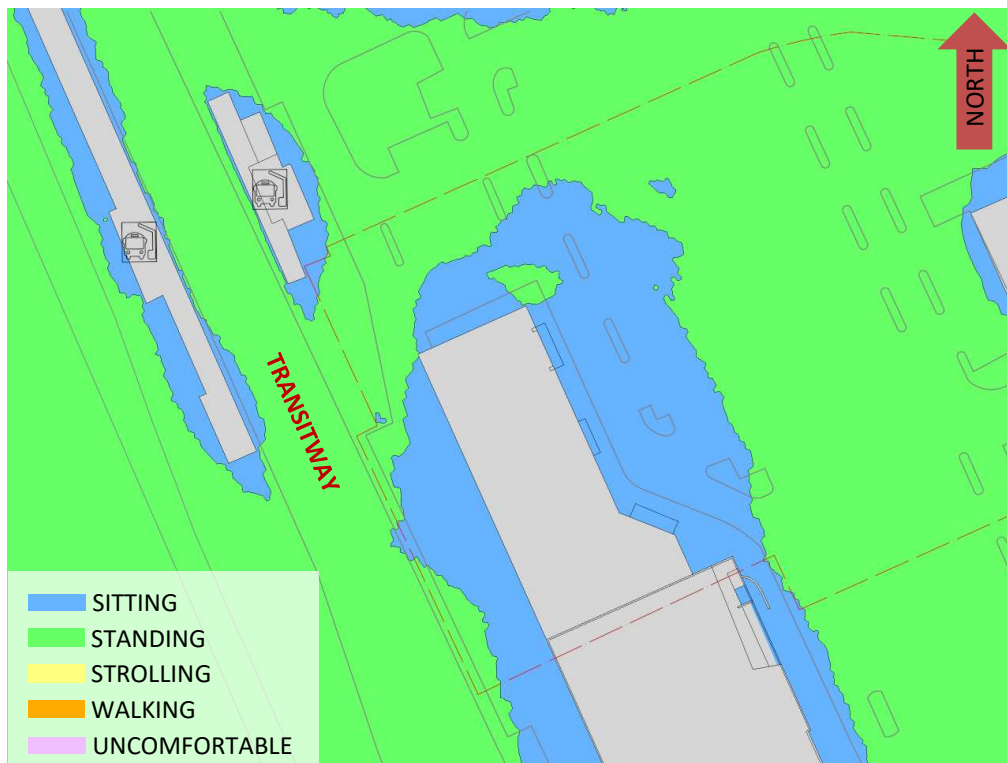 NORTH
TRANSITWAY
SITTING
STANDING
STROLLING
WALKING
UNCOMFORTABLE